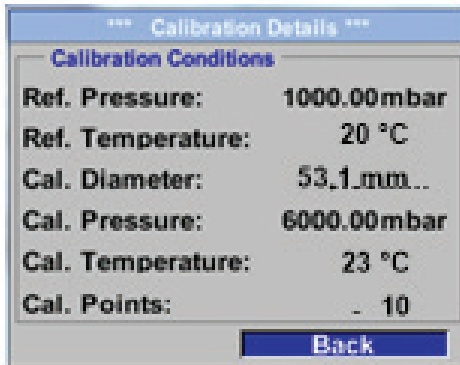 *** Calibration Details ***
Calibration Conditions
Ref. Pressure: 1000.00mbar
Ref. Temperature: 20 °C
Cal. Diameter: 53.1 mm
Cal. Pressure: 6000.00mbar
Cal. Temperature: 23 °C
Cal. Points: 10
Back